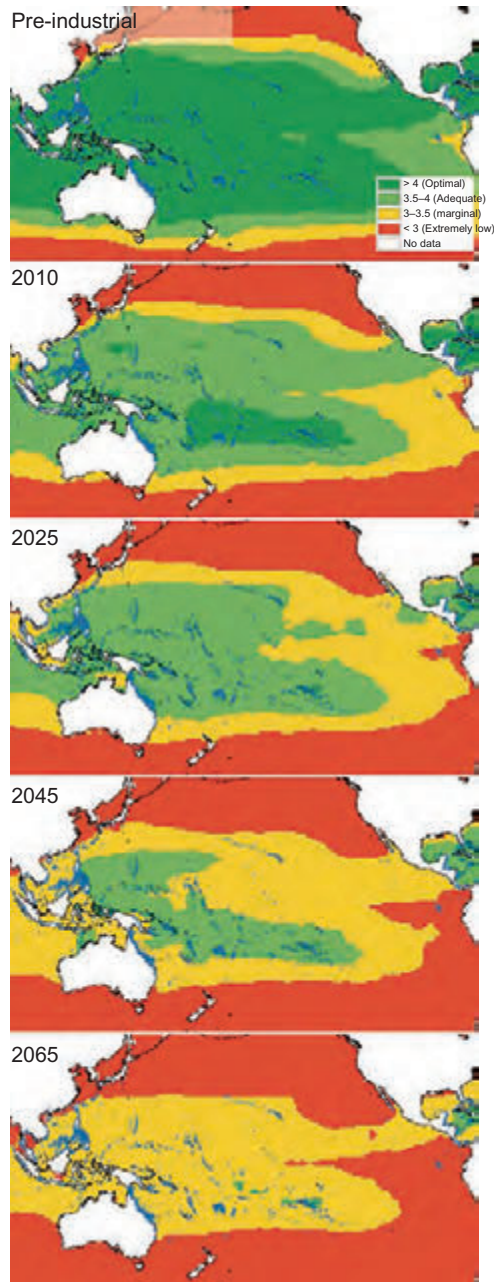 Pre-industrial
> 4 (Optimal)
3.5–4 (Adequate)
3–3.5 (marginal)
< 3 (Extremely low)
No data
2010
2025
2045
2065